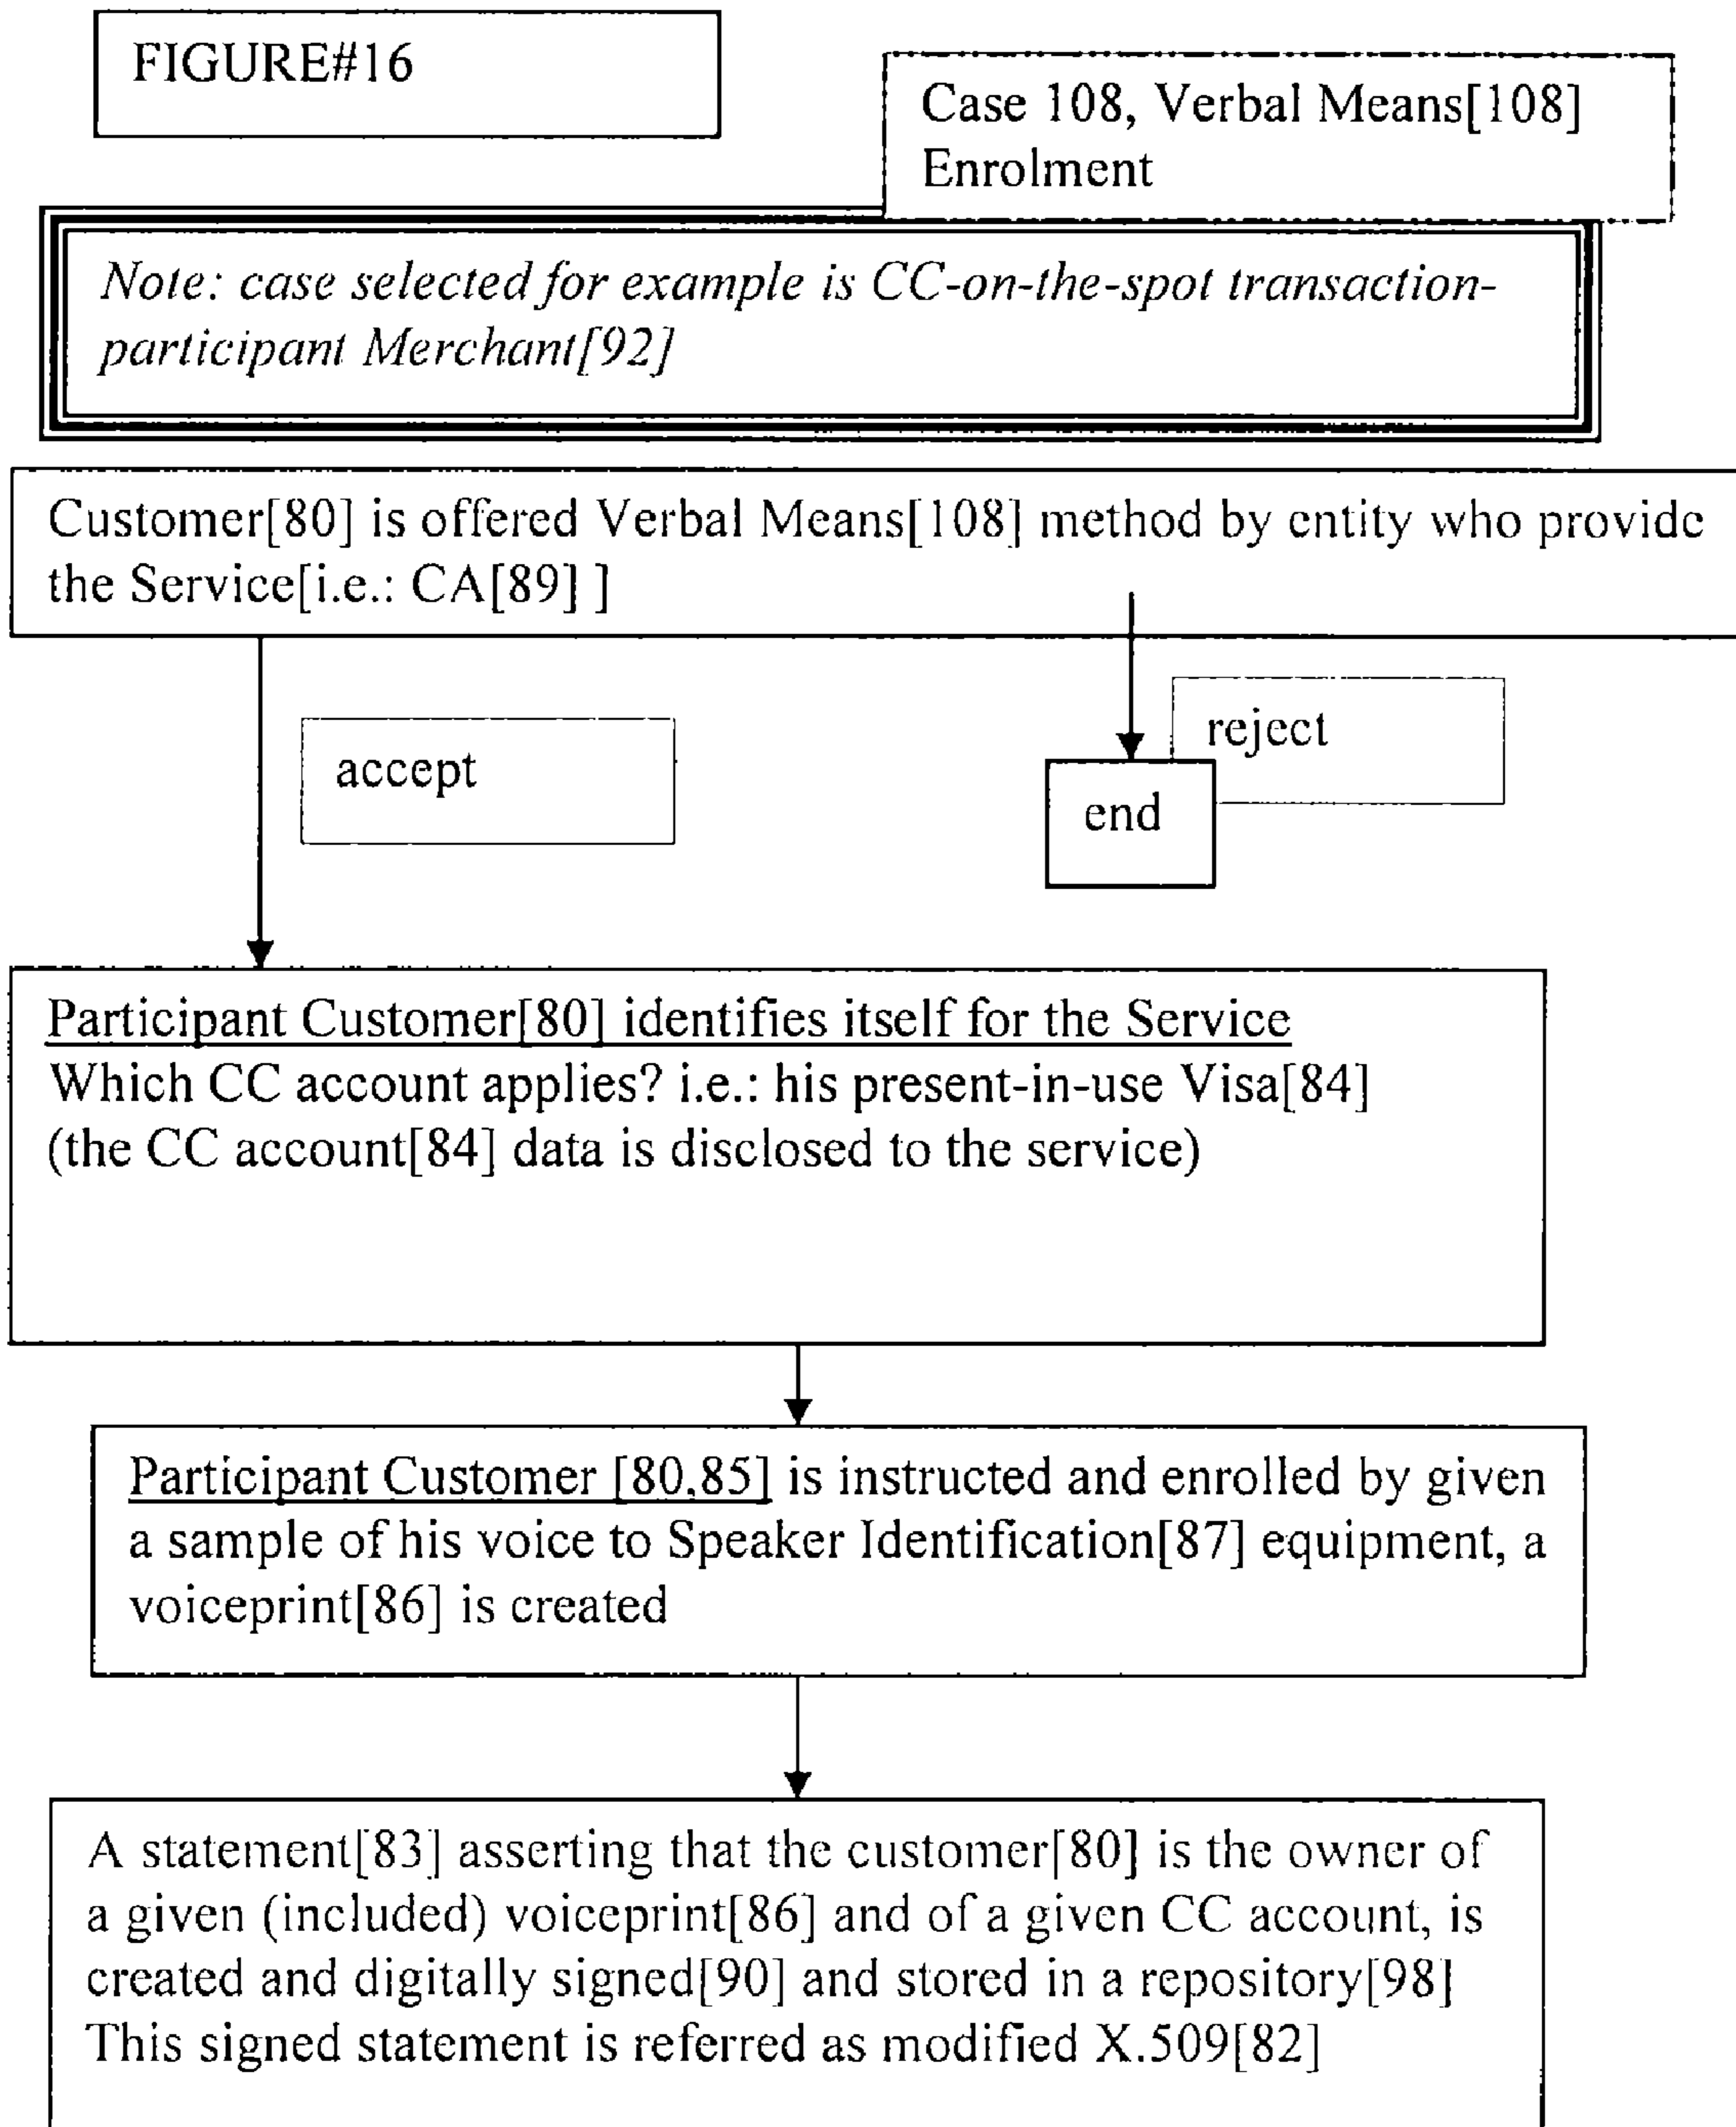 FIGURE#16
Case 108, Verbal Means[108]
Enrolment
Note: case selected for example is CC-on-the-spot transaction-
participant Merchant[92]
Customer[80] is offered Verbal Means[108] method by entity who provide
the Service[i.e.: CA[89] ]
accept
reject
end
Participant Customer[80] identifies itself for the Service
Which CC account applies? i.e.: his present-in-use Visa[84]
(the CC account[84] data is disclosed to the service)
Participant Customer [80,85] is instructed and enrolled by given
a sample of his voice to Speaker Identification[87] equipment, a
voiceprint[86] is created
A statement[83] asserting that the customer[80] is the owner of
a given (included) voiceprint[86] and of a given CC account, is
created and digitally signed[90] and stored in a repository[98]
This signed statement is referred as modified X.509[82]